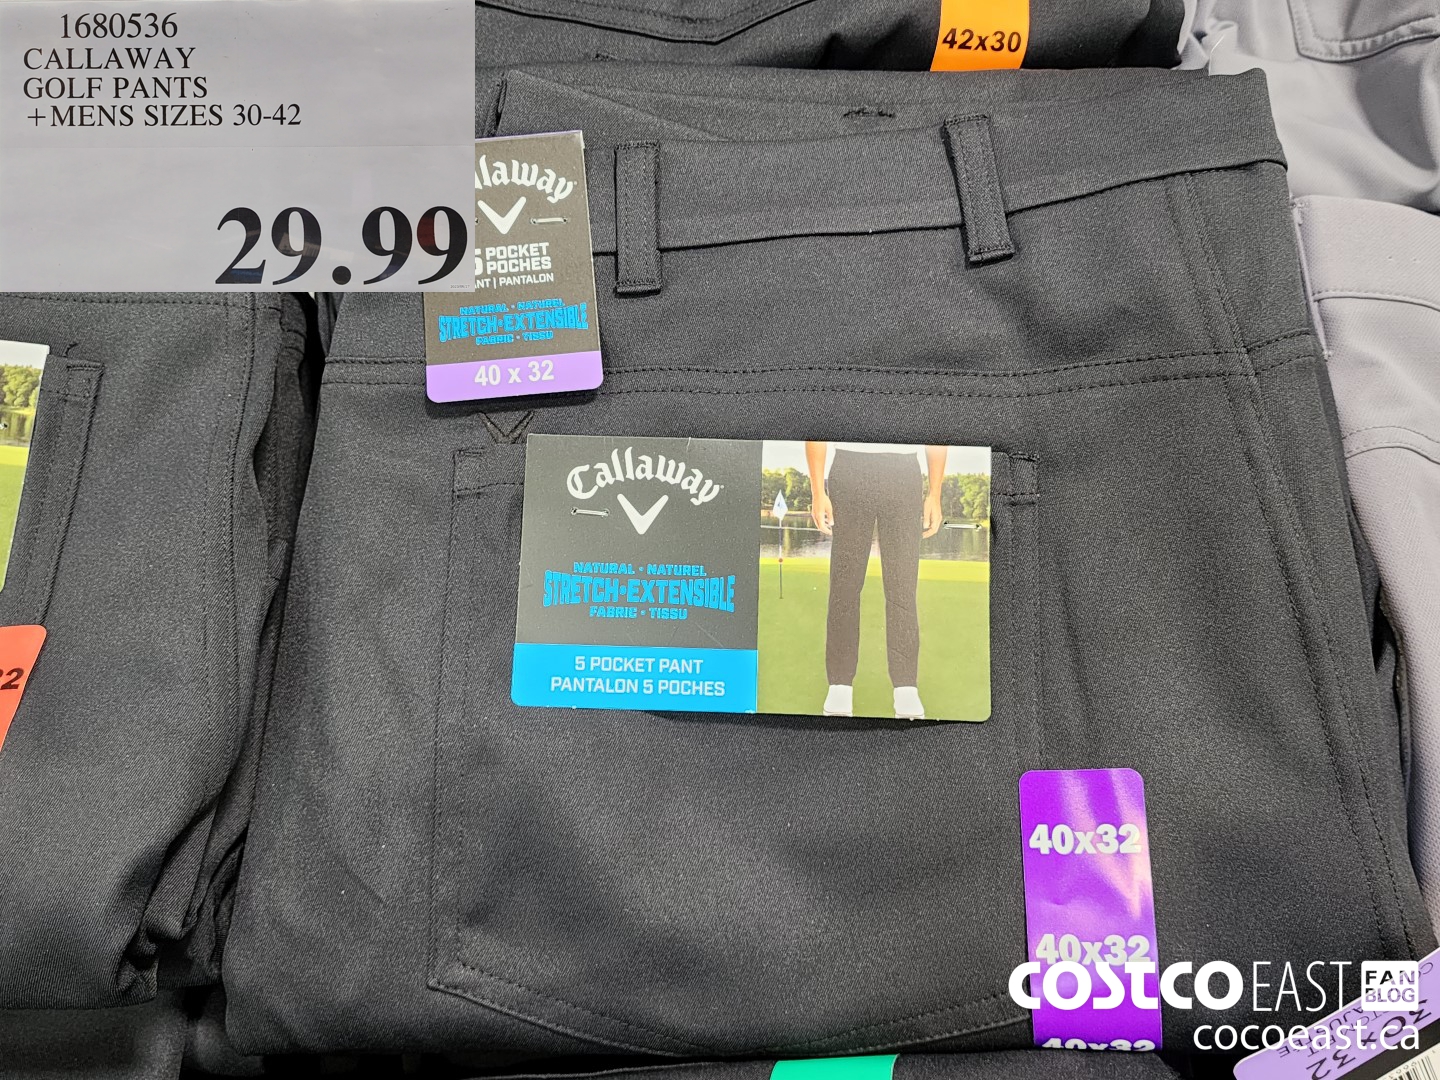 1680536
CALLAWAY
GOLF PANTS
+MENS SIZES 30-42
29.99
42x30
5 POCKET
POCHES
PANTALON
NATURAL • NATUREL
STRETCH•EXTENSIBLE
FABRIC • TISSU
40 x 32
Callaway
NATURAL • NATUREL
STRETCH•EXTENSIBLE
FABRIC • TISSU
5 POCKET PANT
PANTALON 5 POCHES
40x32
40x32
40x32
COSTCO EAST FAN BLOG
cocoeast.ca